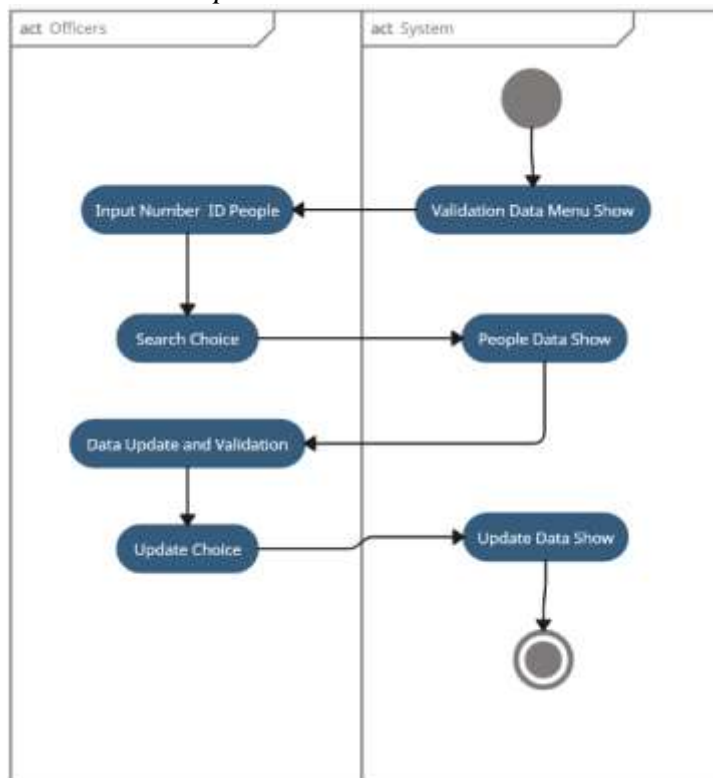 act Officers
act System
Validation Data Menu Show
Input Number ID People
Search Choice
People Data Show
Data Update and Validation
Update Choice
Update Data Show